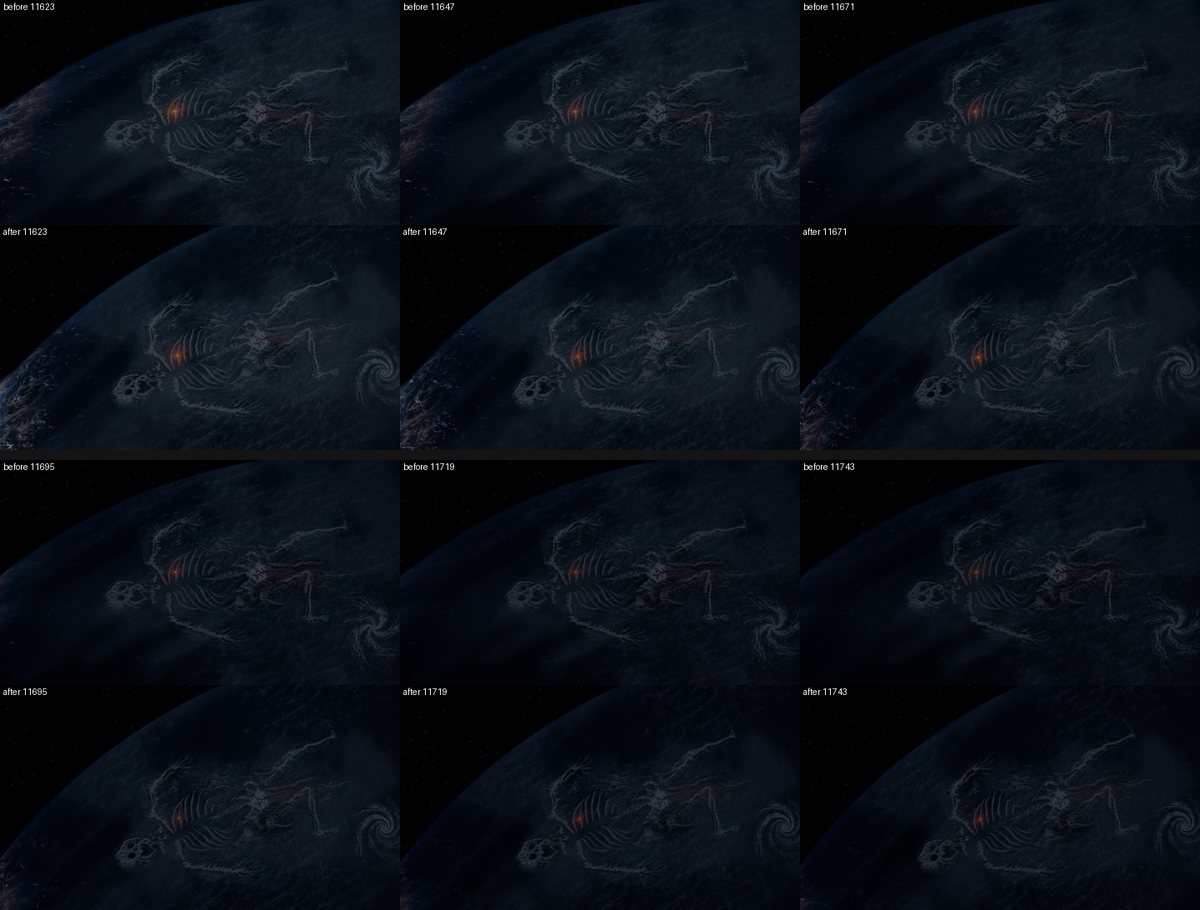 before 11623
before 11647
before 11671
after 11623
after 11647
after 11671
before 11695
before 11719
before 11743
after 11695
after 11719
after 11743